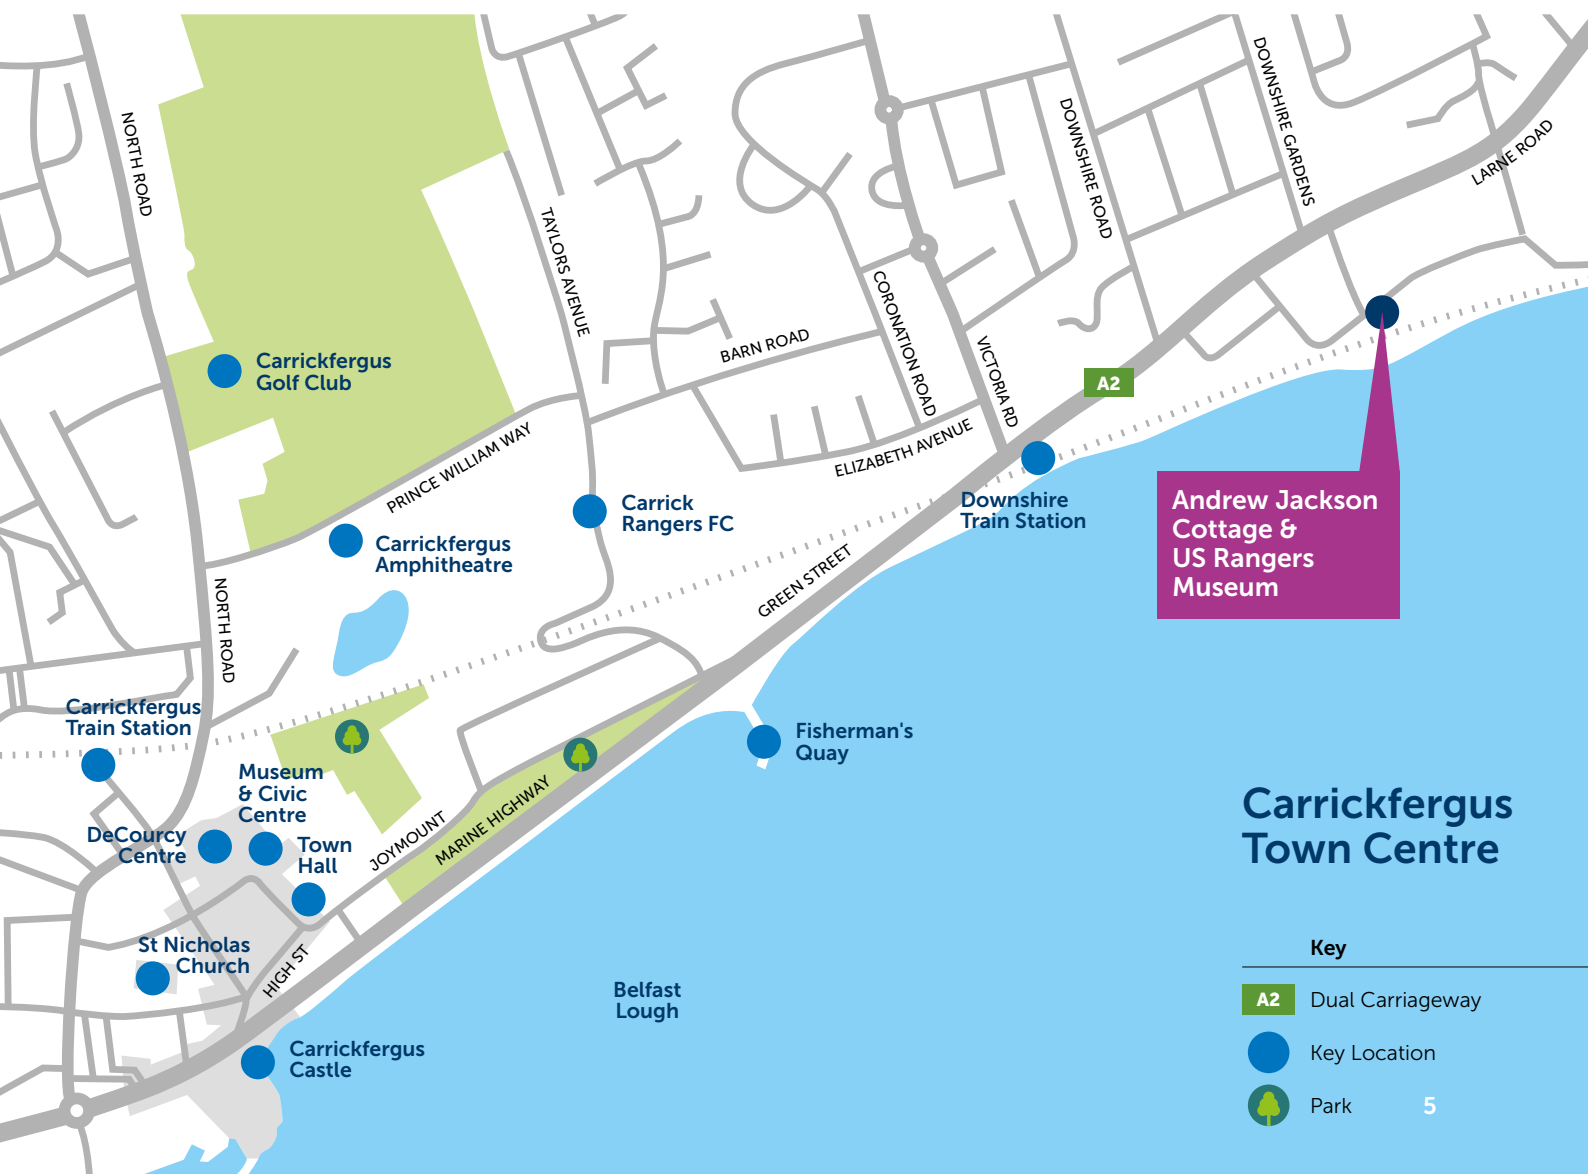 NORTH ROAD
TAYLORS AVENUE
DOWNSHIRE ROAD
DOWNSHIRE GARDENS
LARNE ROAD
Carrickfergus
Golf Club
BARN ROAD
CORONATION ROAD
VICTORIA RD
A2
PRINCE WILLIAM WAY
ELIZABETH AVENUE
Carrick
Rangers FC
Carrickfergus
Amphitheatre
Downshire
Train Station
Andrew Jackson
Cottage &
US Rangers
Museum
GREEN STREET
NORTH ROAD
Carrickfergus
Train Station
Fisherman's
Quay
Museum
& Civic
Centre
DeCourcy
Centre
Town
Hall
JOYMOUNT
MARINE HIGHWAY
St Nicholas
Church
HIGH ST
Belfast
Lough
Carrickfergus
Castle
Carrickfergus
Town Centre
Key
A2 Dual Carriageway
Key Location
Park
5